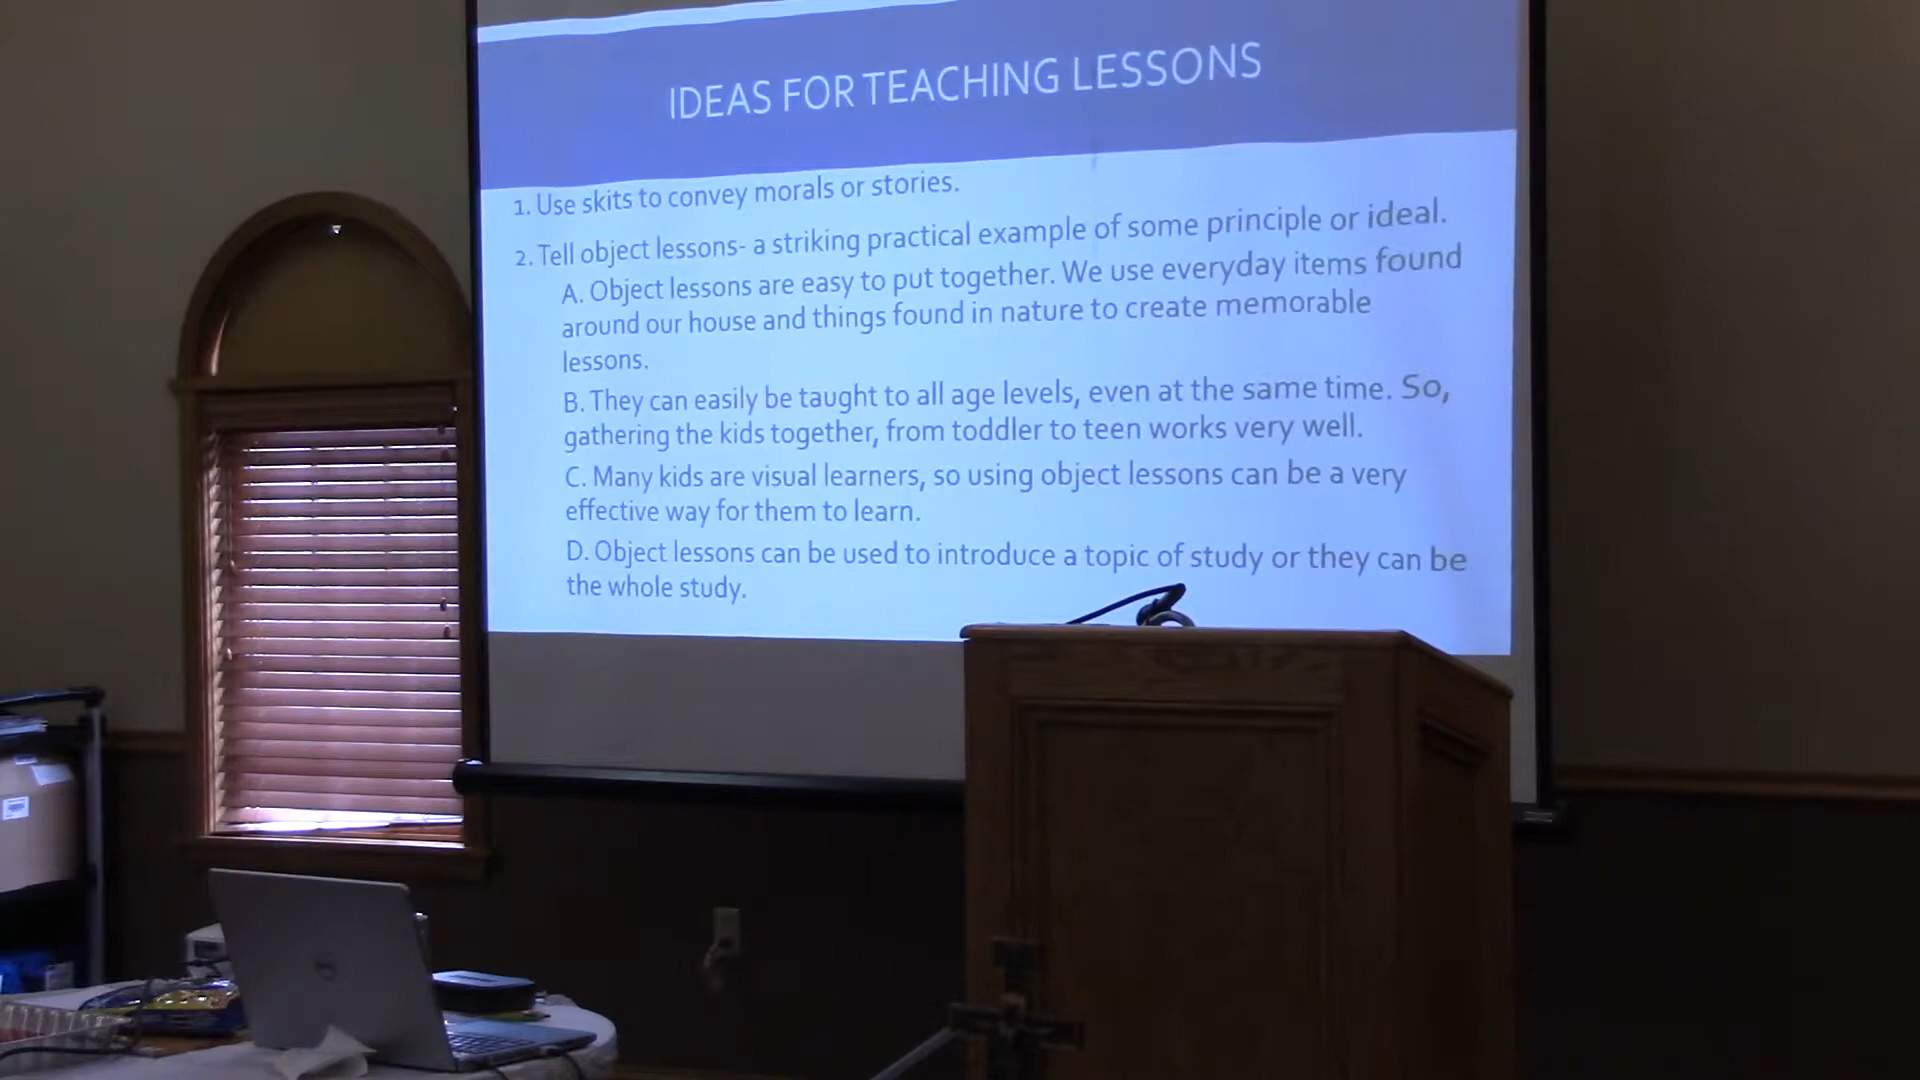 IDEAS FOR TEACHING LESSONS
1. Use skits to convey morals or stories.
2. Tell object lessons- a striking practical example of some principle or ideal.
A. Object lessons are easy to put together. We use everyday items found
around our house and things found in nature to create memorable
lessons.
B. They can easily be taught to all age levels, even at the same time. So,
gathering the kids together, from toddler to teen works very well.
C. Many kids are visual learners, so using object lessons can be a very
effective way for them to learn.
D. Object lessons can be used to introduce a topic of study or they can be
the whole study.